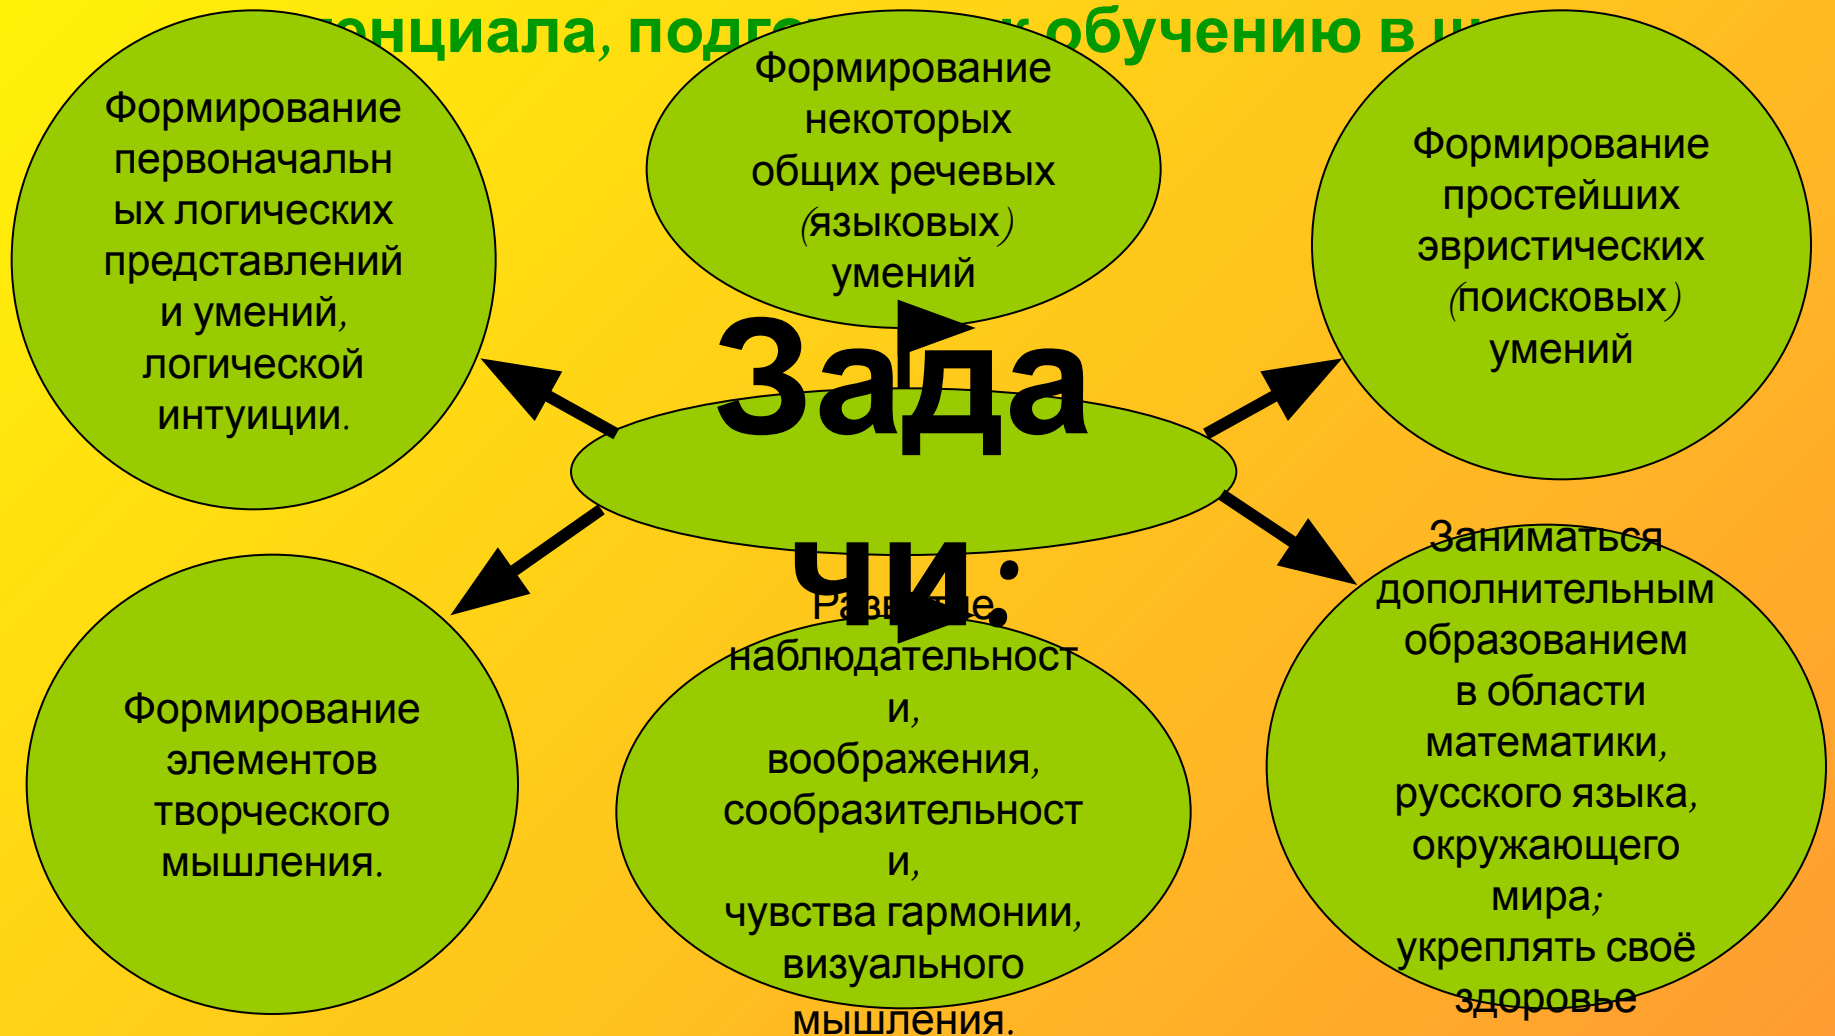 обучению в
Формирование
первоначальн
ых логических
представлений
и умений,
логической
интуиции.
Формирование
некоторых
общих речевых
(языковых)
умений
Формирование
простейших
эвристических
(поисковых)
умений
Зада
чи:
Формирование
элементов
творческого
мышления.
Развитие
наблюдательност
и,
воображения,
сообразительност
и,
чувства гармонии,
визуального
мышления.
Заниматься
дополнительным
образованием
в области
математики,
русского языка,
окружающего
мира;
укреплять своё
здоровье